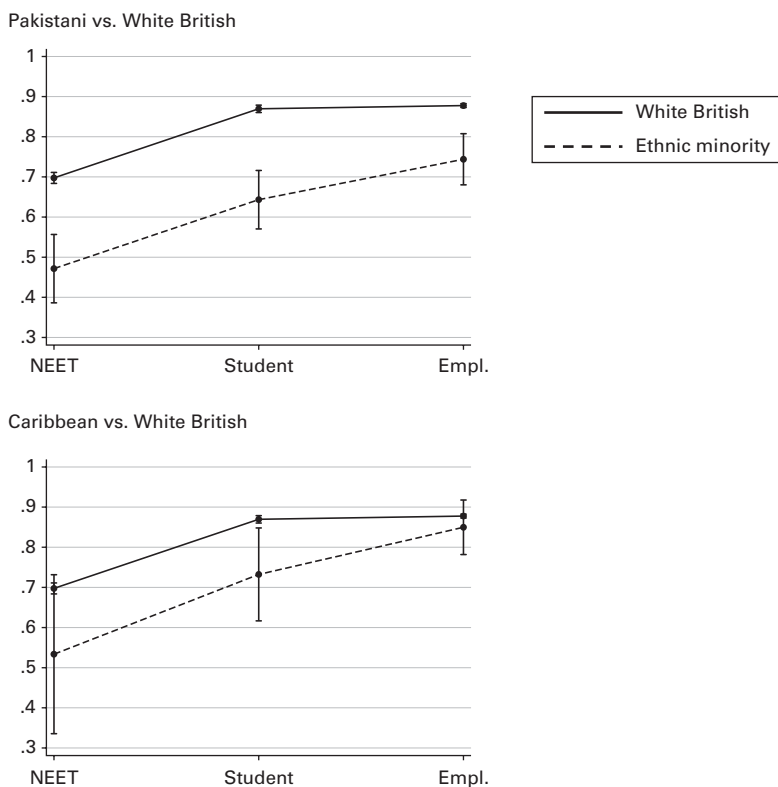 Pakistani vs. White British
1
.9
.8
.7
.6
.5
.4
.3
NEET Student Empl.
White British
Ethnic minority
Caribbean vs. White British
1
.9
.8
.7
.6
.5
.4
.3
NEET Student Empl.